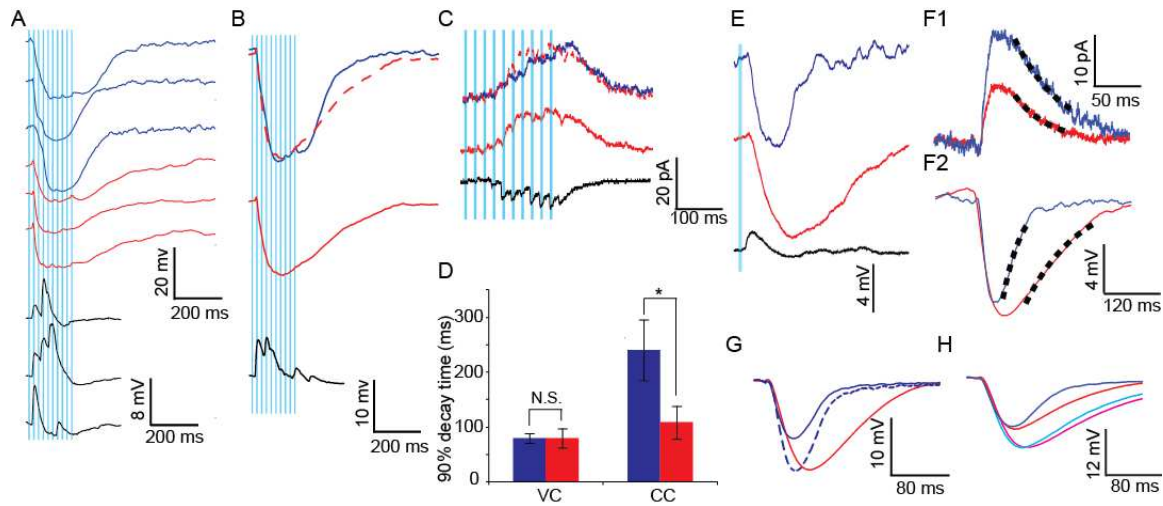 A
20 mv
200 ms
8 mV
200 ms
B
10 mv
200 ms
C
20 pA
100 ms
D
90% decay time (ms)
300
200
100
0
N.S.
*
VC
CC
E
4 mV
F1
10 pA
50 ms
F2
4 mV
120 ms
G
10 mV
80 ms
H
12 mV
80 ms